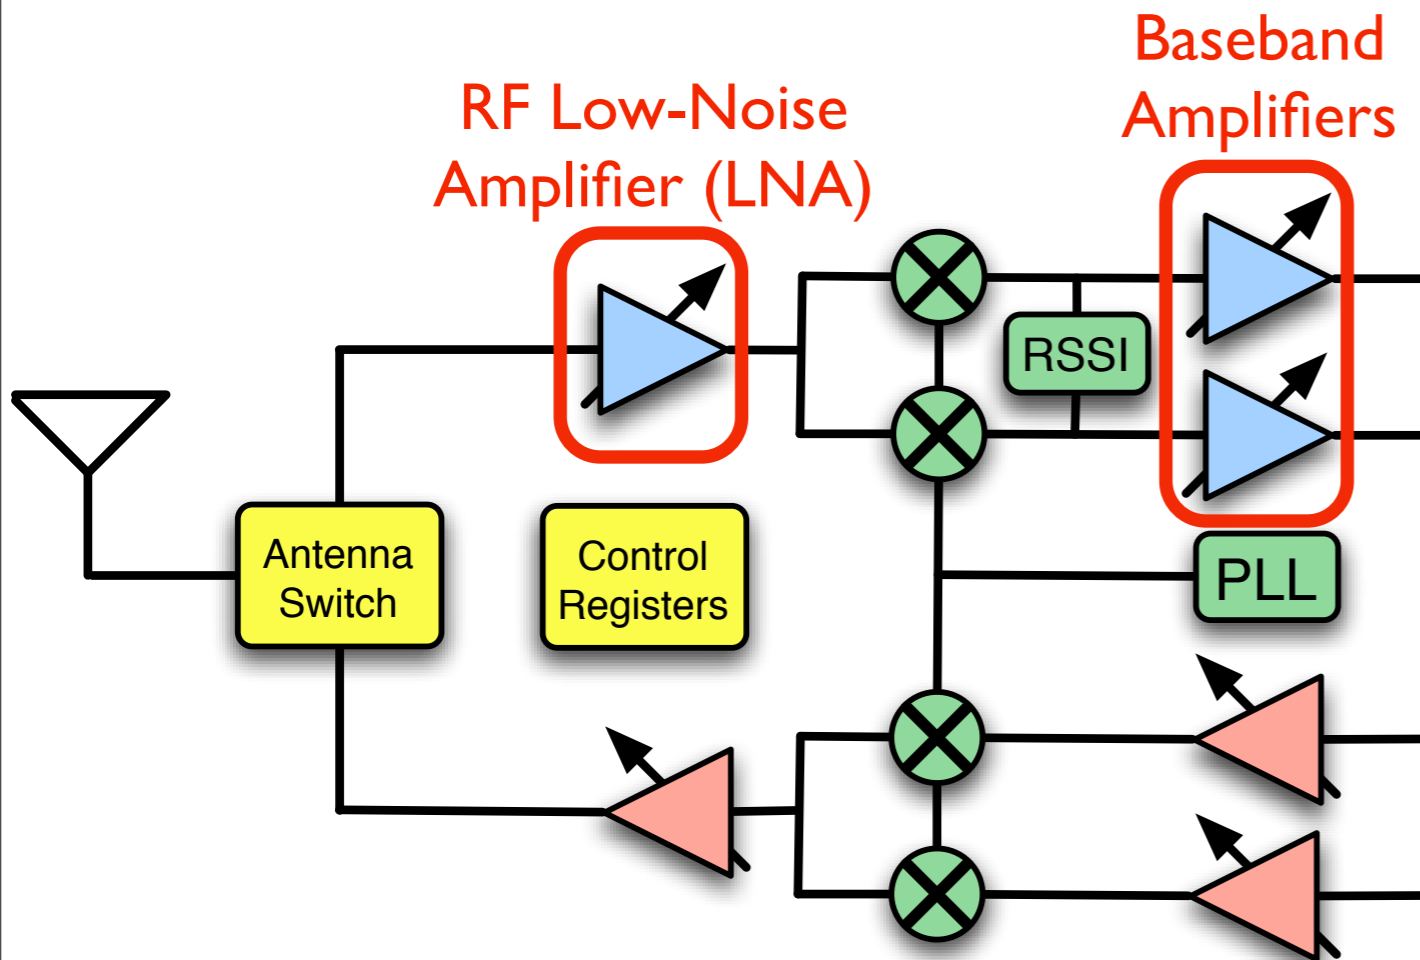 Baseband
Amplifiers
RF Low-Noise
Amplifier (LNA)
RSSI
Antenna
Switch
Control
Registers
PLL